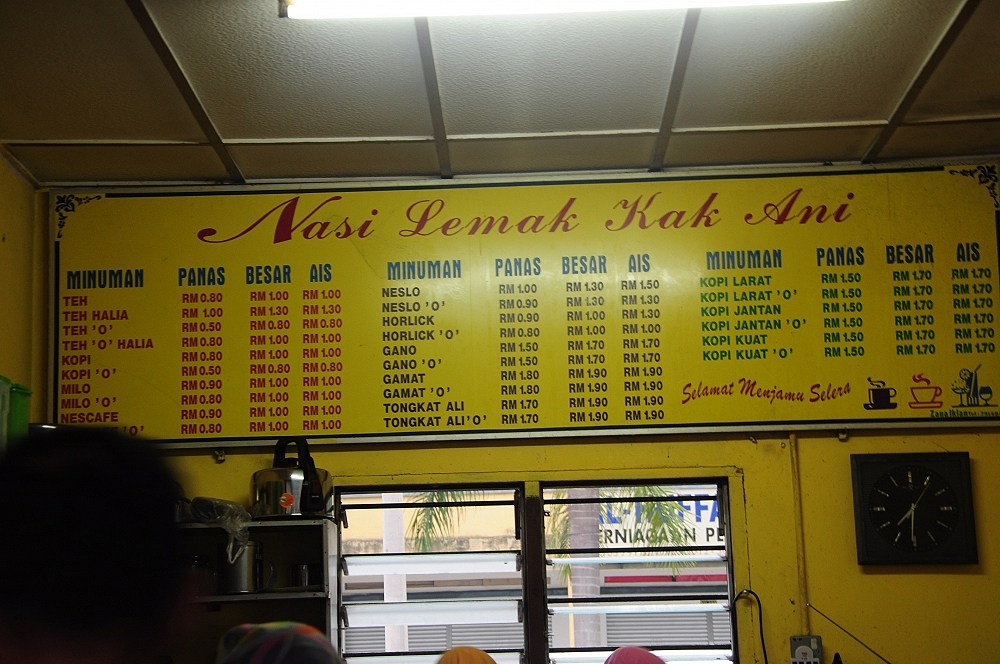 Nasi Lemak Kak Ani
MINUMAN PANAS BESAR AIS
TEH RM 0.80 RM 1.00 RM 1.00
TEH HALIA RM 1.00 RM 1.30 RM 1.30
TEH 'O' RM 0.50 RM 0.80 RM 0.80
TEH 'O' HALIA RM 0.80 RM 1.00 RM 1.00
KOPI RM 0.80 RM 1.00 RM 1.00
KOPI 'O' RM 0.50 RM 0.80 RM 0.80
MILO RM 0.90 RM 1.00 RM 1.00
MILO 'O' RM 0.80 RM 1.00 RM 1.00
NESCAFE RM 0.90 RM 1.00 RM 1.00
'O' RM 0.80 RM 1.00 RM 1.00
MINUMAN PANAS BESAR AIS
NESLO RM 1.00 RM 1.30 RM 1.50
NESLO 'O' RM 0.90 RM 1.30 RM 1.30
HORLICK RM 0.90 RM 1.00 RM 1.30
HORLICK 'O' RM 0.80 RM 1.00 RM 1.00
GANO RM 1.50 RM 1.70 RM 1.70
GANO 'O' RM 1.50 RM 1.70 RM 1.70
GAMAT RM 1.80 RM 1.90 RM 1.90
GAMAT 'O' RM 1.80 RM 1.90 RM 1.90
TONGKAT ALI RM 1.70 RM 1.90 RM 1.90
TONGKAT ALI'O' RM 1.70 RM 1.90 RM 1.90
MINUMAN PANAS BESAR AIS
KOPI LARAT RM 1.50 RM 1.70 RM 1.70
KOPI LARAT 'O' RM 1.50 RM 1.70 RM 1.70
KOPI JANTAN RM 1.50 RM 1.70 RM 1.70
KOPI JANTAN 'O' RM 1.50 RM 1.70 RM 1.70
KOPI KUAT RM 1.50 RM 1.70 RM 1.70
KOPI KUAT 'O' RM 1.50 RM 1.70 RM 1.70
Selamat Menjamu Selera
Zana Iklan
ERNIAGAAN PE